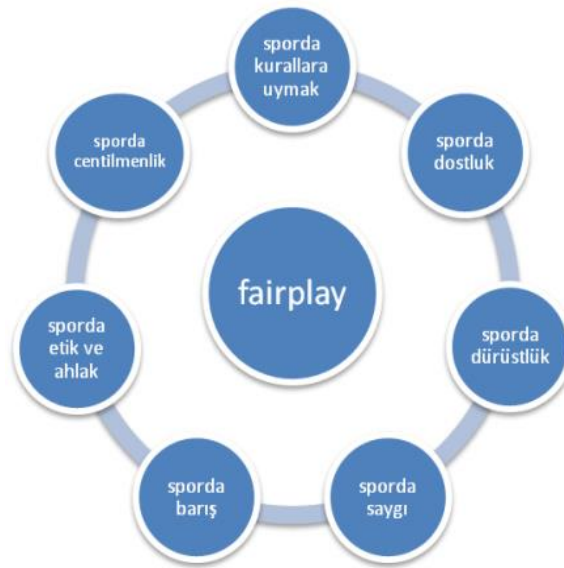 sporda
kurallara
uymak
sporda
dostluk
sporda
dürüstlük
sporda
saygı
sporda
barış
sporda
etik ve
ahlak
sporda
centilmenlik
fairplay